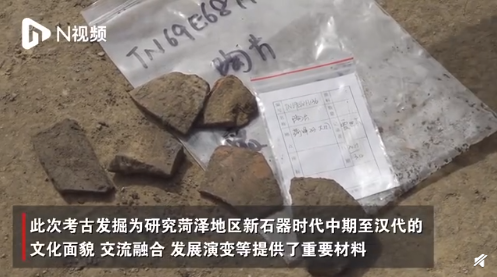 N视频
TN69E68
陶片
此次考古发掘为研究菏泽地区新石器时代中期至汉代的
文化面貌 交流融合 发展演变等提供了重要材料